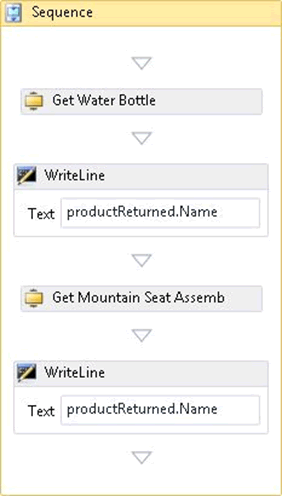 Sequence
Get Water Bottle
WriteLine
Text productReturned.Name
Get Mountain Seat Assemb
WriteLine
Text productReturned.Name